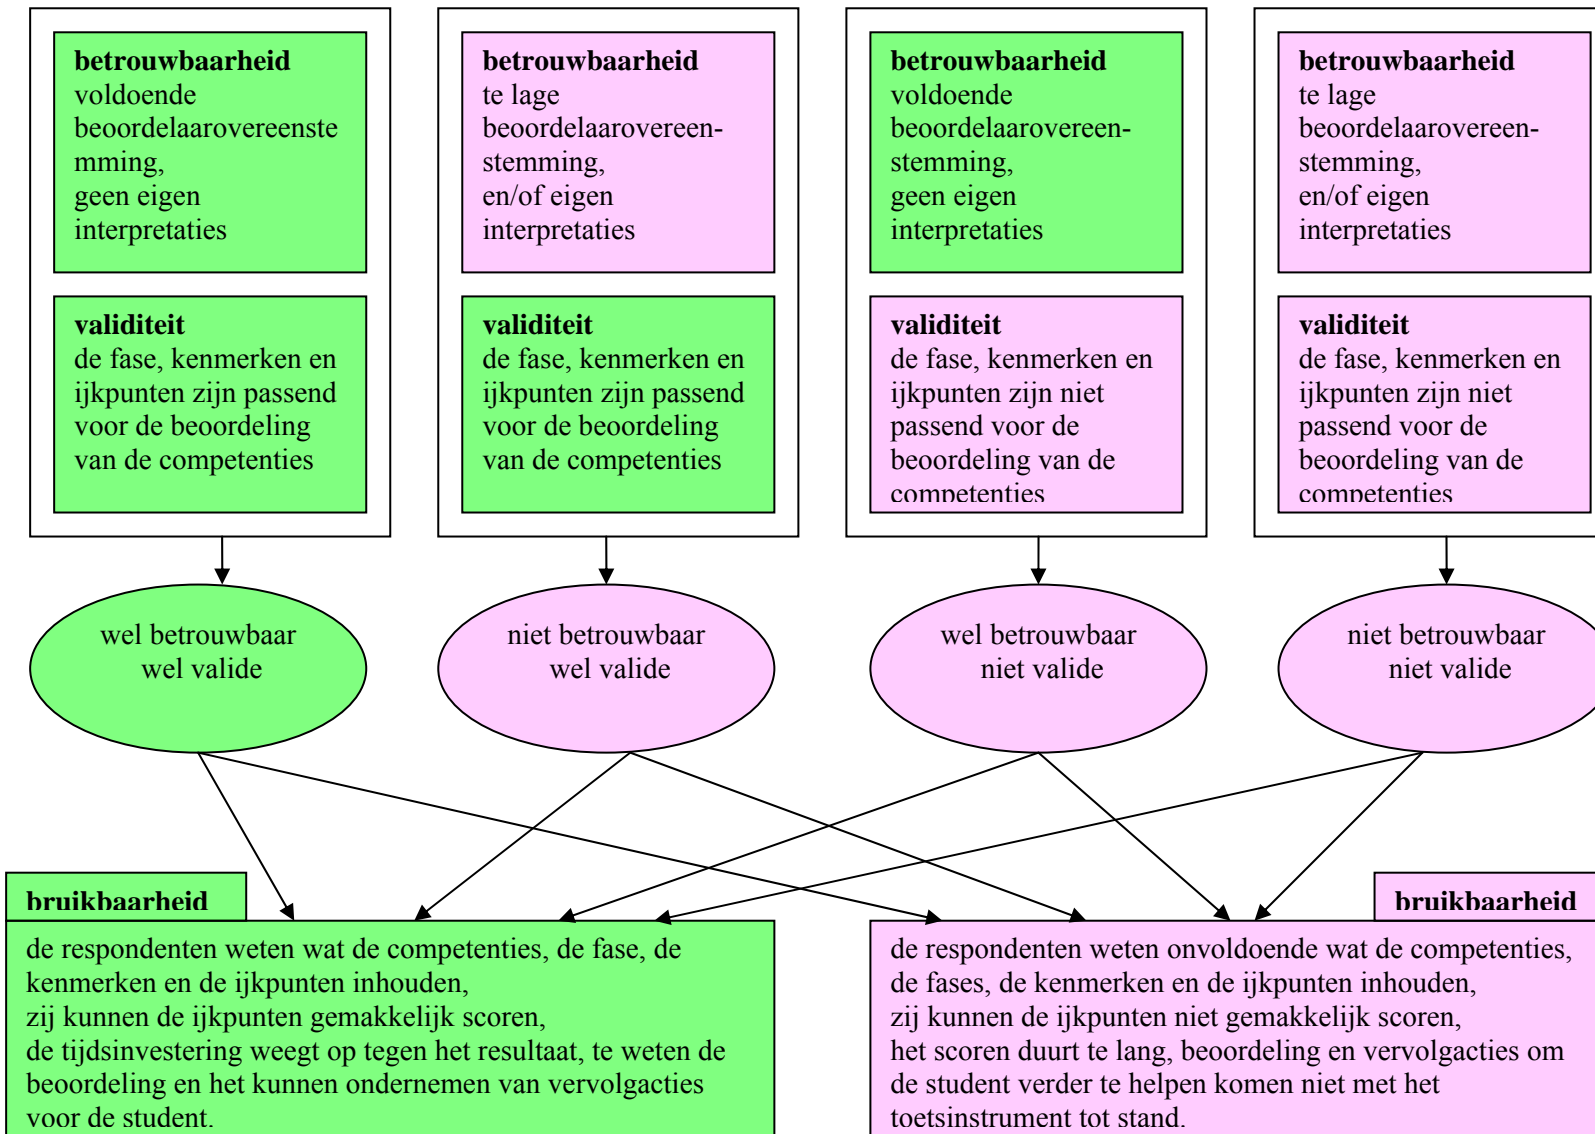 betrouwbaarheid
voldoende
beoordelaarovereenste
mming,
geen eigen
interpretaties
validiteit
de fase, kenmerken en
ijkpunten zijn passend
voor de beoordeling
van de competenties
betrouwbaarheid
te lage
beoordelaarovereen-
stemming,
en/of eigen
interpretaties
validiteit
de fase, kenmerken en
ijkpunten zijn passend
voor de beoordeling
van de competenties
betrouwbaarheid
voldoende
beoordelaarovereen-
stemming,
geen eigen
interpretaties
validiteit
de fase, kenmerken en
ijkpunten zijn niet
passend voor de
beoordeling van de
competenties
betrouwbaarheid
te lage
beoordelaarovereen-
stemming,
en/of eigen
interpretaties
validiteit
de fase, kenmerken en
ijkpunten zijn niet
passend voor de
beoordeling van de
competenties
wel betrouwbaar
wel valide
niet betrouwbaar
wel valide
wel betrouwbaar
niet valide
niet betrouwbaar
niet valide
bruikbaarheid
de respondenten weten wat de competenties, de fase, de
kenmerken en de ijkpunten inhouden,
zij kunnen de ijkpunten gemakkelijk scoren,
de tijdsinvestering weegt op tegen het resultaat, te weten de
beoordeling en het kunnen ondernemen van vervolgacties
voor de student.
bruikbaarheid
de respondenten weten onvoldoende wat de competenties,
de fases, de kenmerken en de ijkpunten inhouden,
zij kunnen de ijkpunten niet gemakkelijk scoren,
het scoren duurt te lang, beoordeling en vervolgacties om
de student verder te helpen komen niet met het
toetsinstrument tot stand.